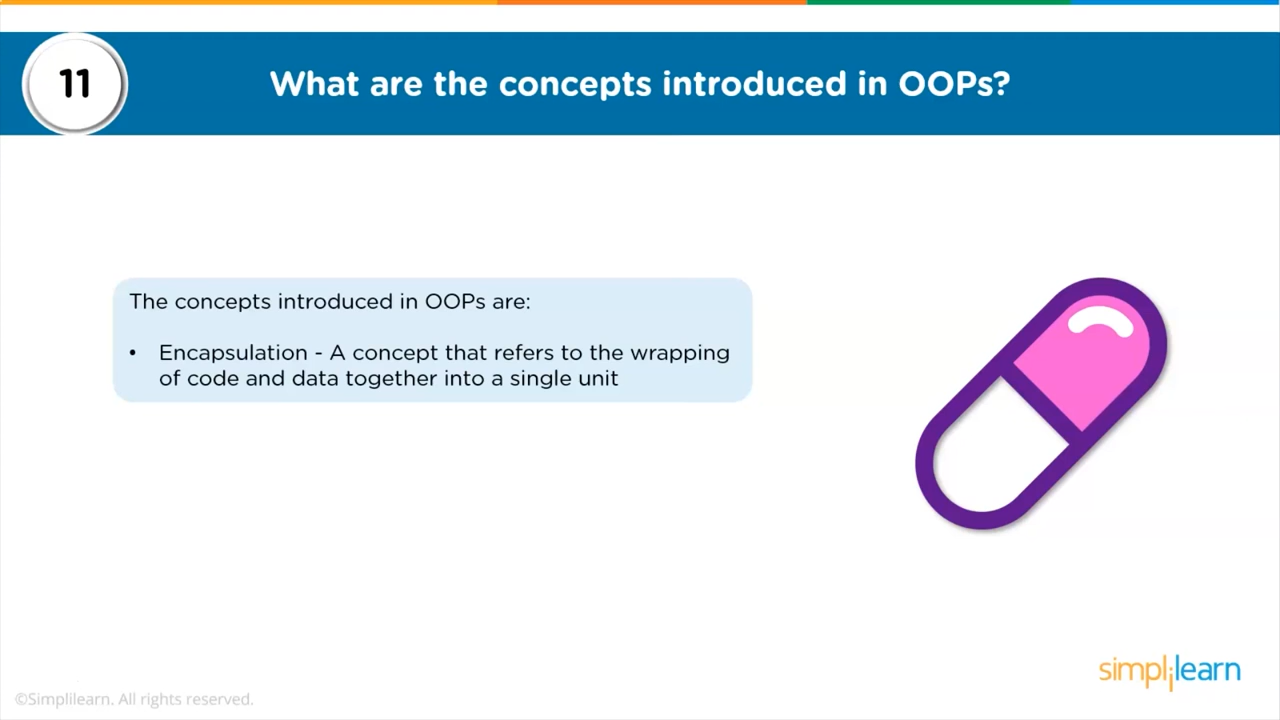 11
What are the concepts introduced in OOPs?
The concepts introduced in OOPs are:
• Encapsulation - A concept that refers to the wrapping
of code and data together into a single unit
simplilearn
©Simplilearn. All rights reserved.